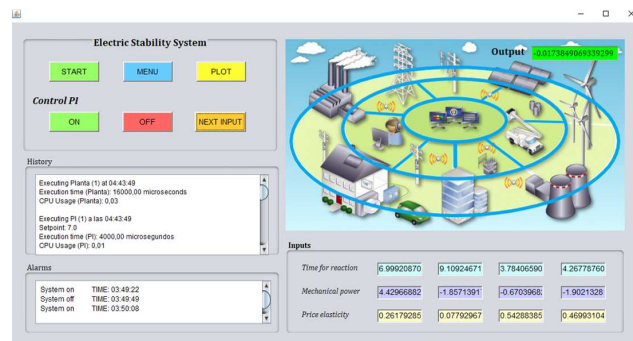 Electric Stability System
START
MENU
PLOT
Control PI
ON
OFF
NEXT INPUT
Output
-0.0173849069339299
History
Executing Planta (1) at 04:43:49
Execution time (Planta): 16000,00 microseconds
CPU Usage (Planta): 0,03
Executing PI (1) a las 04:43:49
Setpoint: 7.0
Execution time (PI): 4000,00 microsegundos
CPU Usage (PI): 0,01
Alarms
System on TIME: 03:49:22
System off TIME: 03:49:49
System on TIME: 03:50:08
Inputs
Time for reaction 6.99920870 9.10924671 3.78406590 4.26778760
Mechanical power 4.42966882 -1.8571391 -0.6703968 -1.9021328
Price elasticity 0.26179285 0.07792967 0.54288385 0.46993104